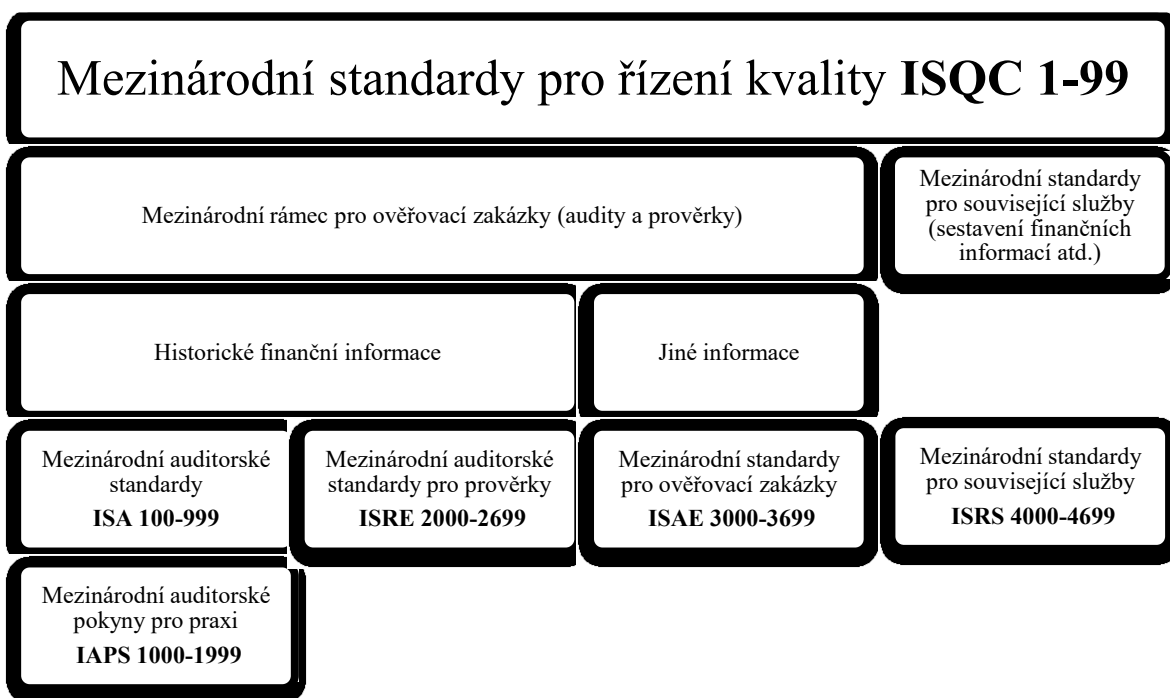 Mezinárodní standardy pro řízení kvality ISQC 1-99
Mezinárodní rámec pro ověřovací zakázky (audity a prověrky)
Mezinárodní standardy
pro související služby
(sestavení finančních
informací atd.)
Historické finanční informace
Jiné informace
Mezinárodní auditorské
standardy
ISA 100-999
Mezinárodní auditorské
standardy pro prověrky
ISRE 2000-2699
Mezinárodní standardy
pro ověřovací zakázky
ISAE 3000-3699
Mezinárodní standardy
pro související služby
ISRS 4000-4699
Mezinárodní auditorské
pokyny pro praxi
IAPS 1000-1999